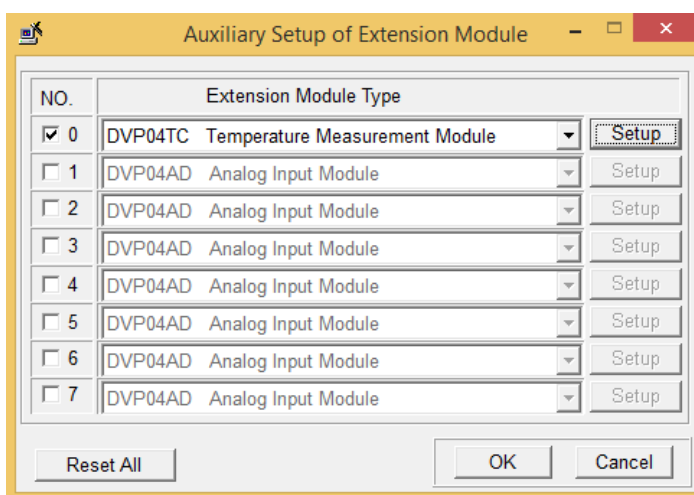 Auxiliary Setup of Extension Module
NO. Extension Module Type
0 DVP04TC Temperature Measurement Module Setup
1 DVP04AD Analog Input Module Setup
2 DVP04AD Analog Input Module Setup
3 DVP04AD Analog Input Module Setup
4 DVP04AD Analog Input Module Setup
5 DVP04AD Analog Input Module Setup
6 DVP04AD Analog Input Module Setup
7 DVP04AD Analog Input Module Setup
Reset All OK Cancel